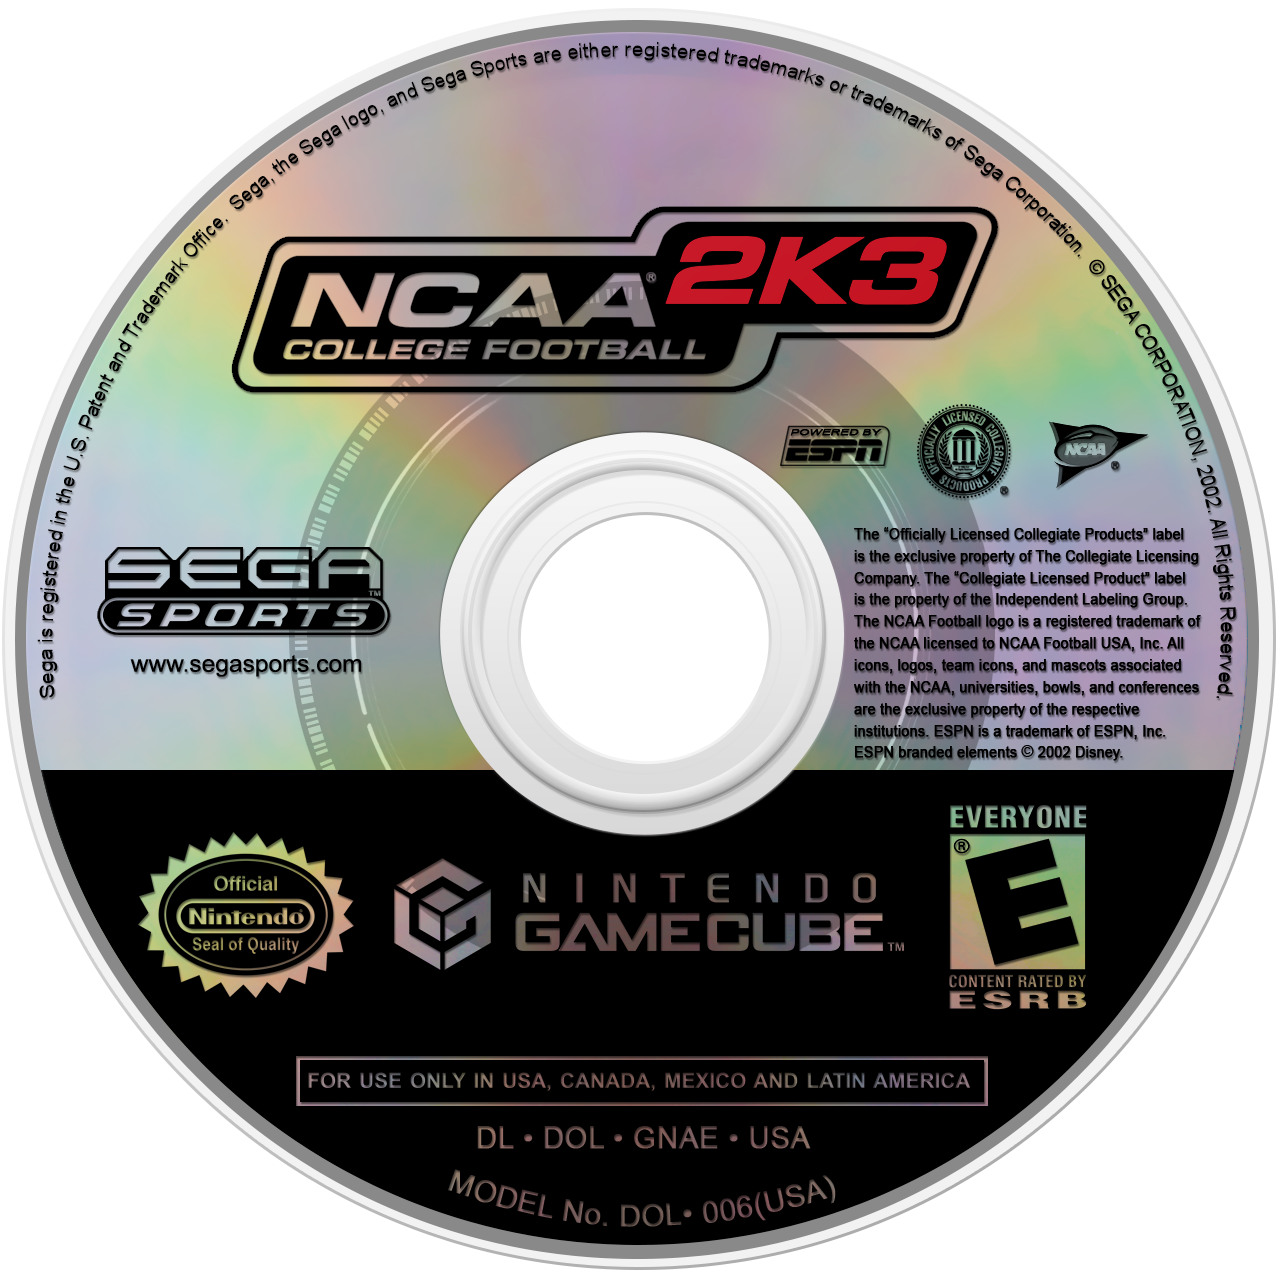 Sega is registered in the U.S. Patent and Trademark Office. Sega, the Sega logo, and Sega Sports are either registered trademarks or trademarks of Sega Corporation. © SEGA CORPORATION, 2002. All Rights Reserved.
NCAA® 2K3
COLLEGE FOOTBALL
POWERED BY
ESPN
OFFICIALLY LICENSED COLLEGIATE PRODUCTS ®
NCAA ®
SEGA™
SPORTS
www.segasports.com
The “Officially Licensed Collegiate Products" label
is the exclusive property of The Collegiate Licensing
Company. The “Collegiate Licensed Product" label
is the property of the Independent Labeling Group.
The NCAA Football logo is a registered trademark of
the NCAA licensed to NCAA Football USA, Inc. All
icons, logos, team icons, and mascots associated
with the NCAA, universities, bowls, and conferences
are the exclusive property of the respective
institutions. ESPN is a trademark of ESPN, Inc.
ESPN branded elements © 2002 Disney.
Official
Nintendo®
Seal of Quality
NINTENDO
GAMECUBE™
EVERYONE
® E
CONTENT RATED BY
ESRB
FOR USE ONLY IN USA, CANADA, MEXICO AND LATIN AMERICA
DL • DOL • GNAE • USA
MODEL No. DOL• 006(USA)